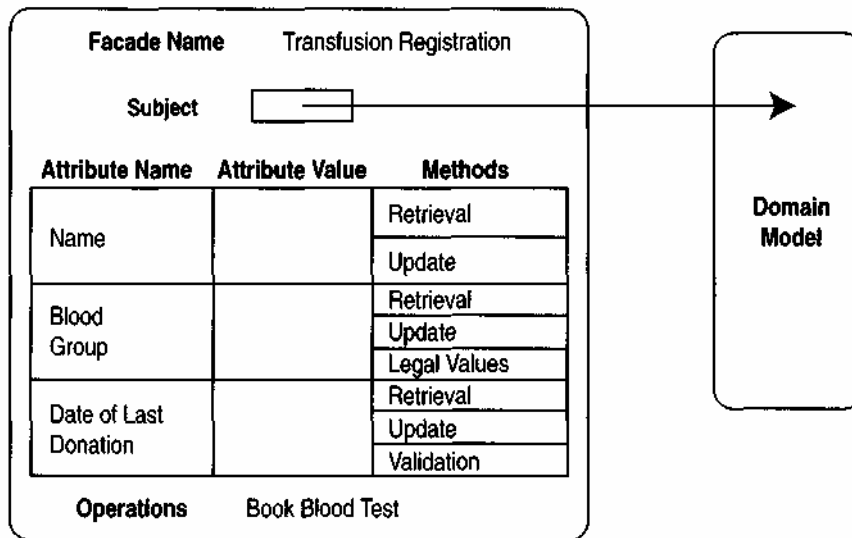 Facade Name Transfusion Registration
Subject
Attribute Name Attribute Value Methods
Name
Retrieval
Update
Blood
Group
Retrieval
Update
Legal Values
Date of Last
Donation
Retrieval
Update
Validation
Operations Book Blood Test
Domain
Model